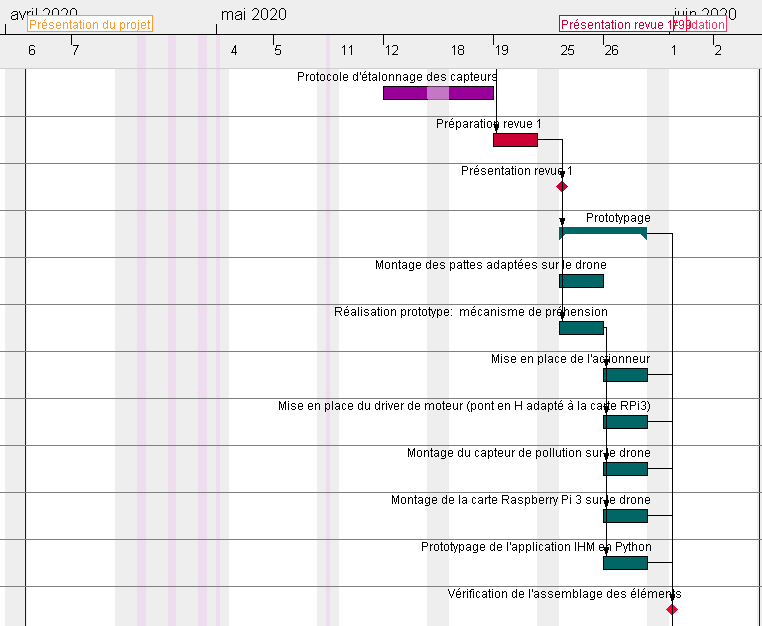 avril 2020
mai 2020
juin 2020
Présentation du projet
Présentation revue 1
6 7 4 5 11 12 18 19 25 26 1 2
Protocole d'étalonnage des capteurs
Préparation revue 1
Présentation revue 1
Prototypage
Montage des pattes adaptées sur le drone
Réalisation prototype: mécanisme de préhension
Mise en place de l'actionneur
Mise en place du driver de moteur (pont en H adapté à la carte RPi3)
Montage du capteur de pollution sur le drone
Montage de la carte Raspberry Pi 3 sur le drone
Prototypage de l'application IHM en Python
Vérification de l'assemblage des éléments